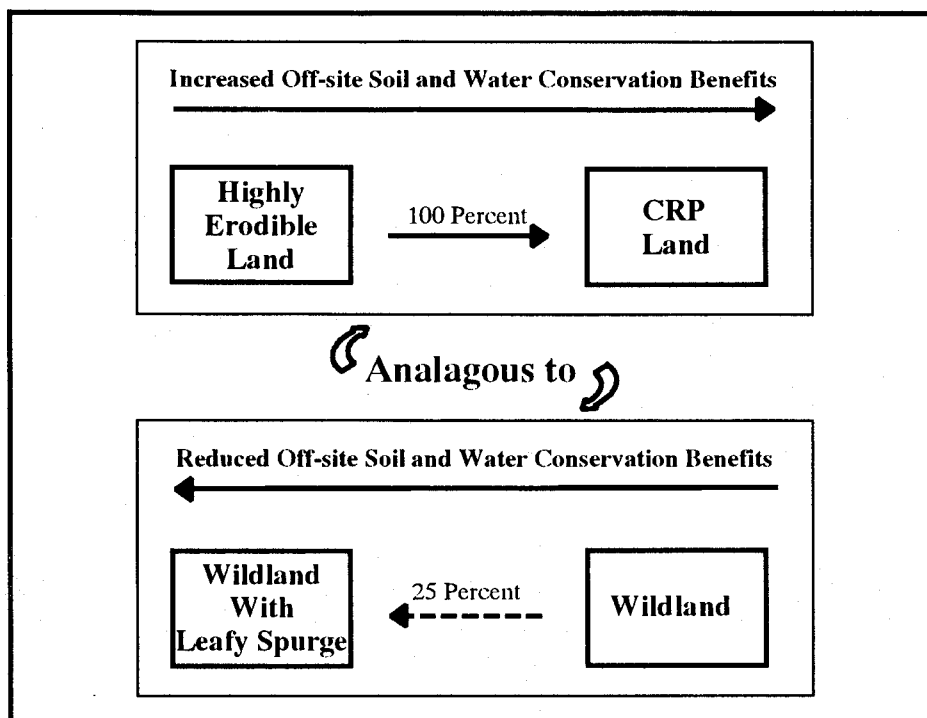 Increased Off-site Soil and Water Conservation Benefits
Highly
Erodible
Land
100 Percent
CRP
Land
Analagous to
Reduced Off-site Soil and Water Conservation Benefits
Wildland
With
Leafy Spurge
25 Percent
Wildland